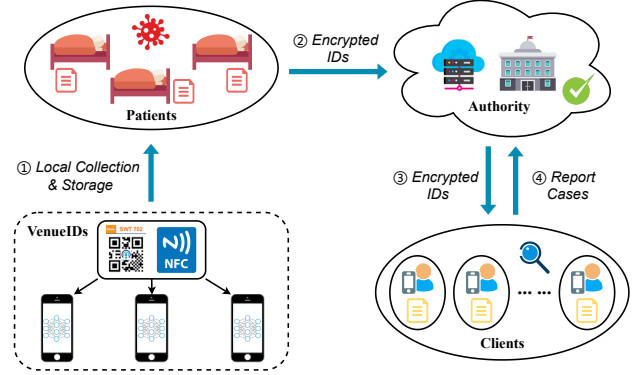 ② Encrypted
IDs
Patients
Authority
① Local Collection
& Storage
③ Encrypted
IDs
④ Report
Cases
VenueIDs
SWT 702
NFC
... ...
Clients